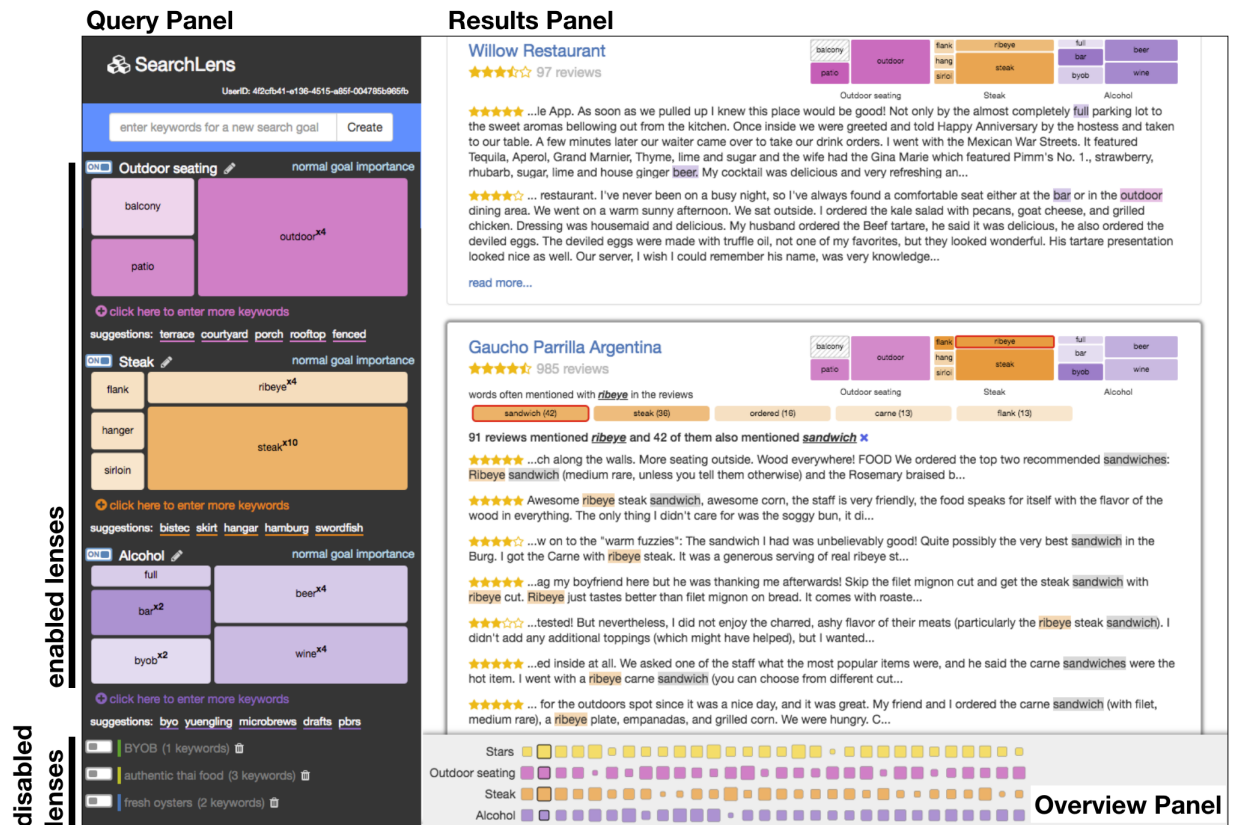 Query Panel
Results Panel
SearchLens
UserID: 4f2cfb41-e136-4515-a85f-004785b965fb
enter keywords for a new search goal
Create
enabled lenses
ON
Outdoor seating
normal goal importance
balcony
patio
outdoor x4
click here to enter more keywords
suggestions: terrace courtyard porch rooftop fenced
ON
Steak
normal goal importance
flank
hanger
sirloin
ribeye x4
steak x10
click here to enter more keywords
suggestions: bistec skirt hangar hamburg swordfish
ON
Alcohol
normal goal importance
full
bar x2
byob x2
beer x4
wine x4
click here to enter more keywords
suggestions: byo yuengling microbrews drafts pbrs
disabled
lenses
BYOB (1 keywords)
authentic thai food (3 keywords)
fresh oysters (2 keywords)
Willow Restaurant
97 reviews
balcony
patio
outdoor
Outdoor seating
flank
hang
sirloi
ribeye
steak
Steak
full
bar
byob
beer
wine
Alcohol
...le App. As soon as we pulled up I knew this place would be good! Not only by the almost completely full parking lot to
the sweet aromas bellowing out from the kitchen. Once inside we were greeted and told Happy Anniversary by the hostess and taken
to our table. A few minutes later our waiter came over to take our drink orders. I went with the Mexican War Streets. It featured
Tequila, Aperol, Grand Marnier, Thyme, lime and sugar and the wife had the Gina Marie which featured Pimm's No. 1., strawberry,
rhubarb, sugar, lime and house ginger beer. My cocktail was delicious and very refreshing an...
... restaurant. I've never been on a busy night, so I've always found a comfortable seat either at the bar or in the outdoor
dining area. We went on a warm sunny afternoon. We sat outside. I ordered the kale salad with pecans, goat cheese, and grilled
chicken. Dressing was housemaid and delicious. My husband ordered the Beef tartare, he said it was delicious, he also ordered the
deviled eggs. The deviled eggs were made with truffle oil, not one of my favorites, but they looked wonderful. His tartare presentation
looked nice as well. Our server, I wish I could remember his name, was very knowledge...
read more...
Gaucho Parrilla Argentina
985 reviews
balcony
patio
outdoor
Outdoor seating
flank
hang
sirloi
ribeye
steak
Steak
full
bar
byob
beer
wine
Alcohol
words often mentioned with ribeye in the reviews
sandwich (42)
steak (36)
ordered (16)
carne (13)
flank (13)
91 reviews mentioned ribeye and 42 of them also mentioned sandwich ×
...ch along the walls. More seating outside. Wood everywhere! FOOD We ordered the top two recommended sandwiches:
Ribeye sandwich (medium rare, unless you tell them otherwise) and the Rosemary braised b...
Awesome ribeye steak sandwich, awesome corn, the staff is very friendly, the food speaks for itself with the flavor of the
wood in everything. The only thing I didn't care for was the soggy bun, it di...
...w on to the "warm fuzzies": The sandwich I had was unbelievably good! Quite possibly the very best sandwich in the
Burg. I got the Carne with ribeye steak. It was a generous serving of real ribeye st...
...ag my boyfriend here but he was thanking me afterwards! Skip the filet mignon cut and get the steak sandwich with
ribeye cut. Ribeye just tastes better than filet mignon on bread. It comes with roaste...
...tested! But nevertheless, I did not enjoy the charred, ashy flavor of their meats (particularly the ribeye steak sandwich). I
didn't add any additional toppings (which might have helped), but I wanted...
...ed inside at all. We asked one of the staff what the most popular items were, and he said the carne sandwiches were the
hot item. I went with a ribeye carne sandwich (you can choose from different cut...
... for the outdoors spot since it was a nice day, and it was great. My friend and I ordered the carne sandwich (with filet,
medium rare), a ribeye plate, empanadas, and grilled corn. We were hungry. C...
Stars
Outdoor seating
Steak
Alcohol
Overview Panel